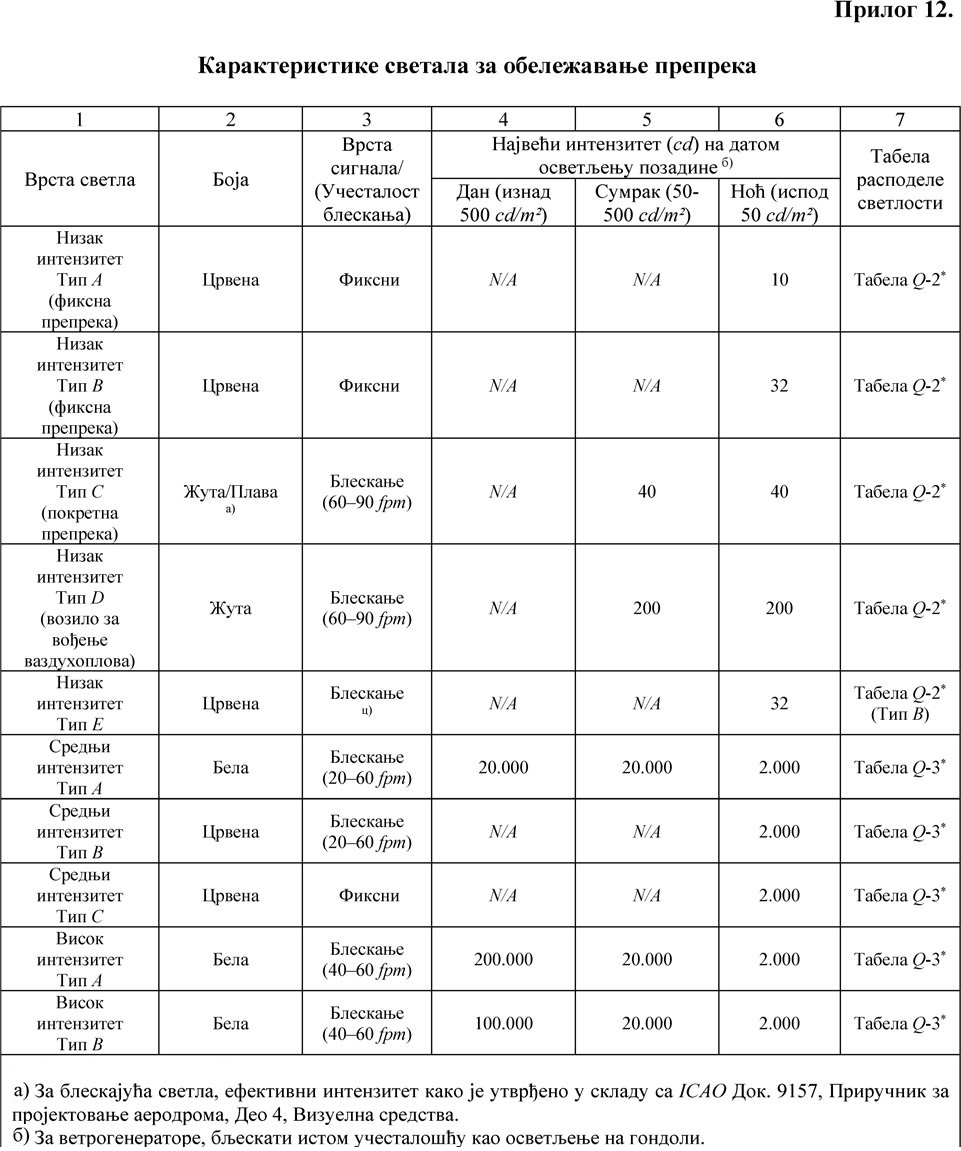 Прилог 12.
Карактеристике светала за обележавање препрека
1 2 3 4 5 6 7
Врста светла
Боја
Врста
сигнала/
(Учесталост
блескања)
Највећи интензитет (cd) на датом
осветљењу позадине б)
Дан (изнад
500 cd/m²)
Сумрак (50-
500 cd/m²)
Ноћ (испод
50 cd/m²)
Табела
расподеле
светлости
Низак
интензитет
Тип A
(фиксна
препрека)
Црвена
Фиксни
N/A
N/A
10
Табела Q-2*
Низак
интензитет
Тип B
(фиксна
препрека)
Црвена
Фиксни
N/A
N/A
32
Табела Q-2*
Низак
интензитет
Тип C
(покретна
препрека)
Жута/Плава
а)
Блескање
(60–90 fpm)
N/A
40
40
Табела Q-2*
Низак
интензитет
Тип D
(возило за
вођење
ваздухоплова)
Жута
Блескање
(60–90 fpm)
N/A
200
200
Табела Q-2*
Низак
интензитет
Тип E
Црвена
Блескање
ц)
N/A
N/A
32
Табела Q-2*
(Тип B)
Средњи
интензитет
Тип A
Бела
Блескање
(20–60 fpm)
20.000
20.000
2.000
Табела Q-3*
Средњи
интензитет
Тип B
Црвена
Блескање
(20–60 fpm)
N/A
N/A
2.000
Табела Q-3*
Средњи
интензитет
Тип C
Црвена
Фиксни
N/A
N/A
2.000
Табела Q-3*
Висок
интензитет
Тип A
Бела
Блескање
(40–60 fpm)
200.000
20.000
2.000
Табела Q-3*
Висок
интензитет
Тип B
Бела
Блескање
(40–60 fpm)
100.000
20.000
2.000
Табела Q-3*
а) За блескајућа светла, ефективни интензитет како је утврђено у складу са ICAO Док. 9157, Приручник за
пројектовање аеродрома, Део 4, Визуелна средства.
б) За ветрогенераторе, бљескати истом учесталошћу као осветљење на гондоли.